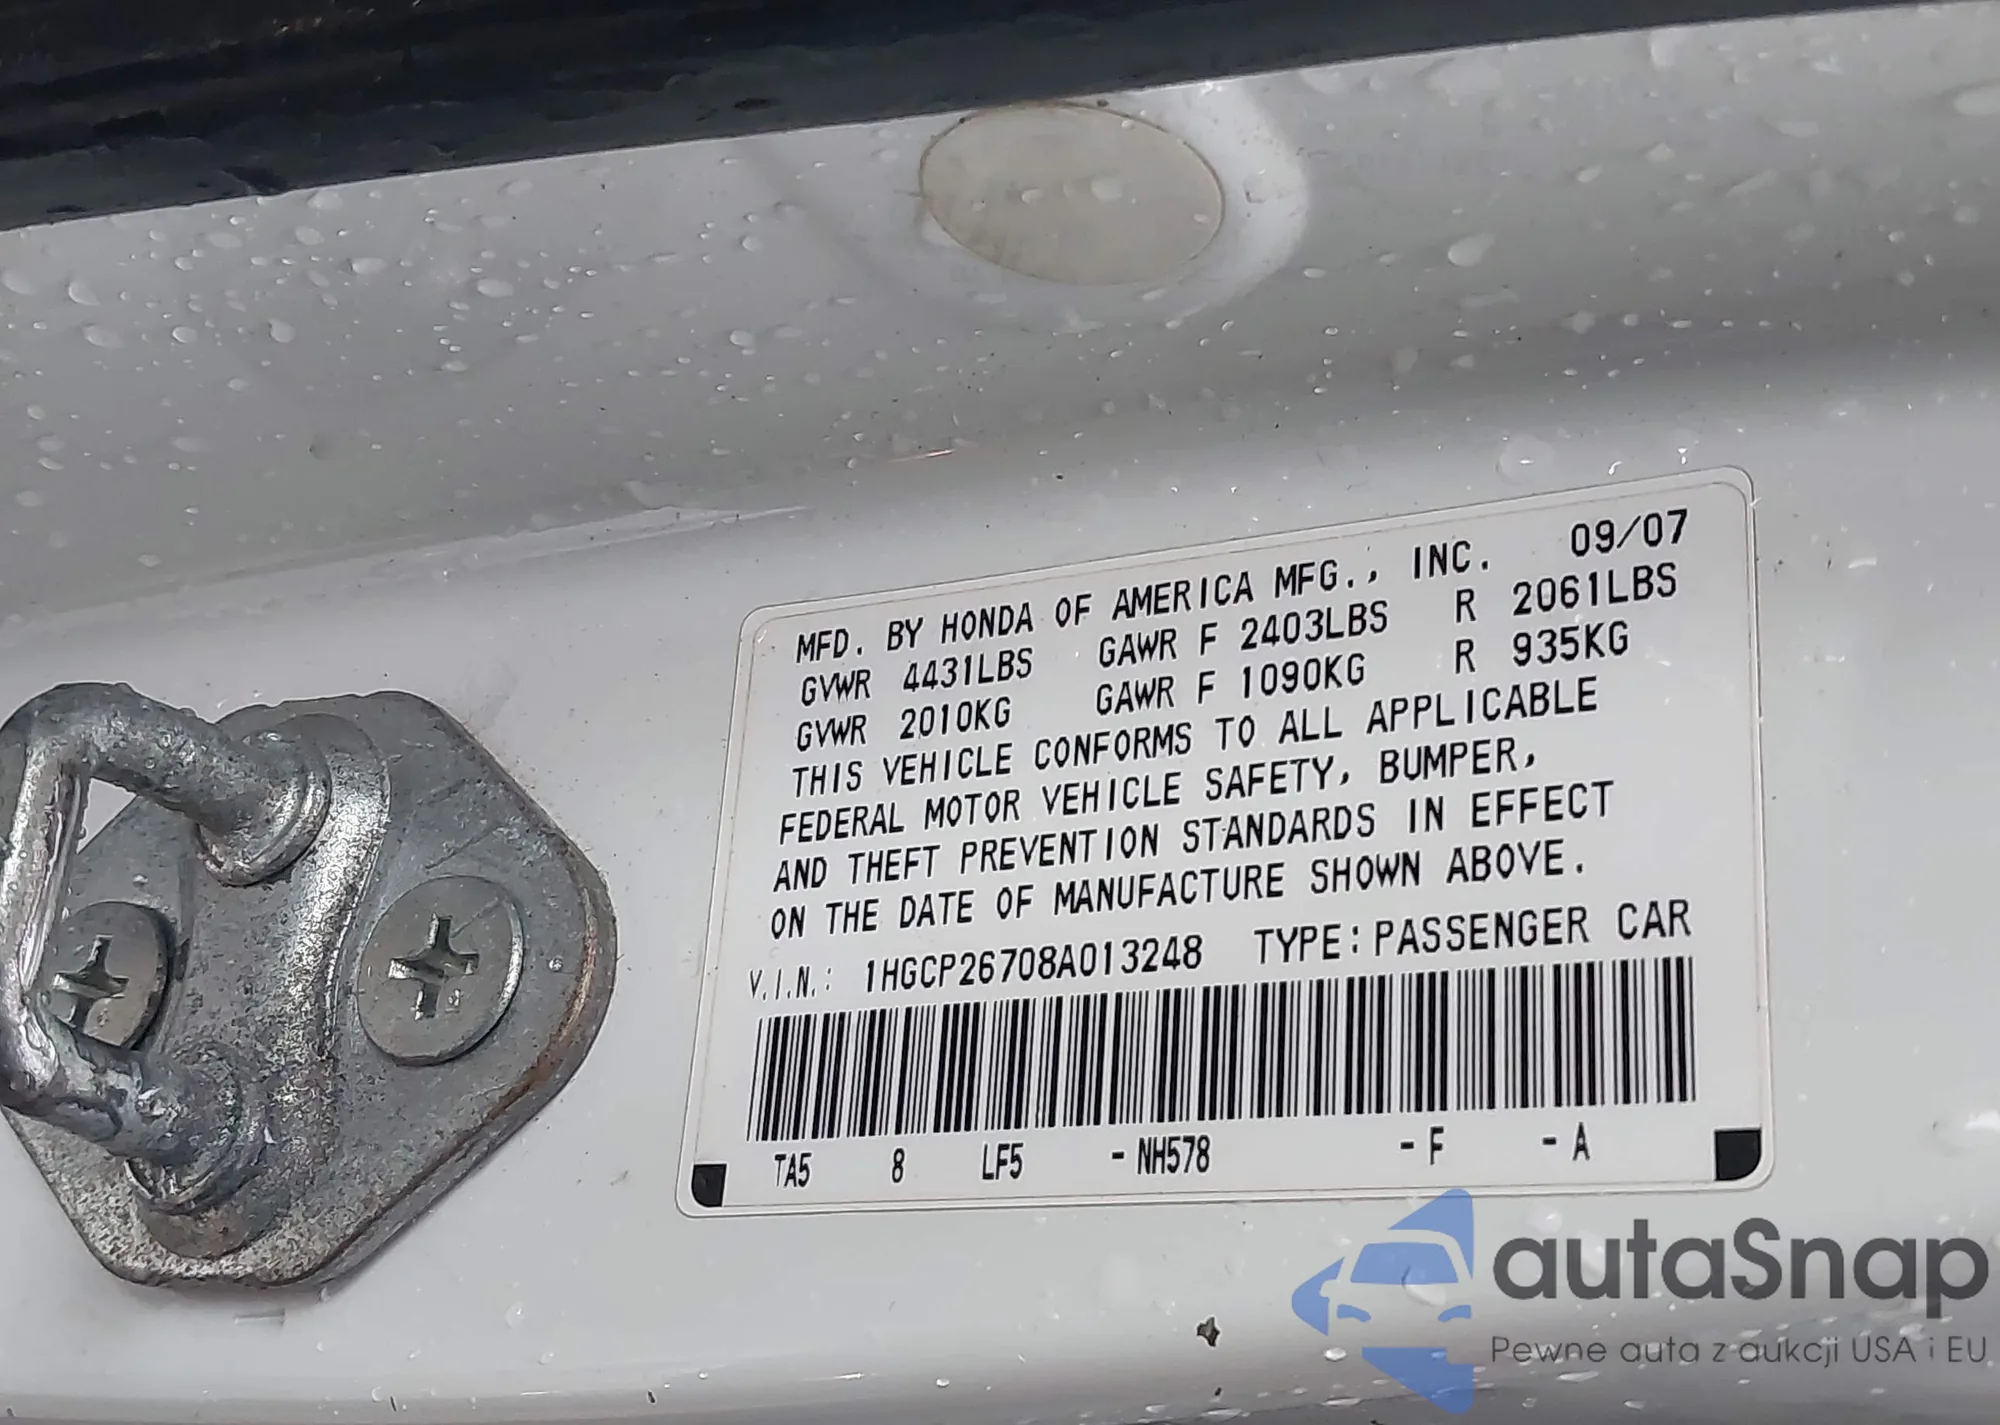 MFD. BY HONDA OF AMERICA MFG., INC. 09/07
GVWR 4431LBS GAWR F 2403LBS R 2061LBS
GVWR 2010KG GAWR F 1090KG R 935KG
THIS VEHICLE CONFORMS TO ALL APPLICABLE
FEDERAL MOTOR VEHICLE SAFETY, BUMPER,
AND THEFT PREVENTION STANDARDS IN EFFECT
ON THE DATE OF MANUFACTURE SHOWN ABOVE.
V.I.N.: 1HGCP26708A013248 TYPE:PASSENGER CAR
TA5 8 LF5 -NH578 -F -A
autaSnap
Pewne auta z aukcji USA i EU